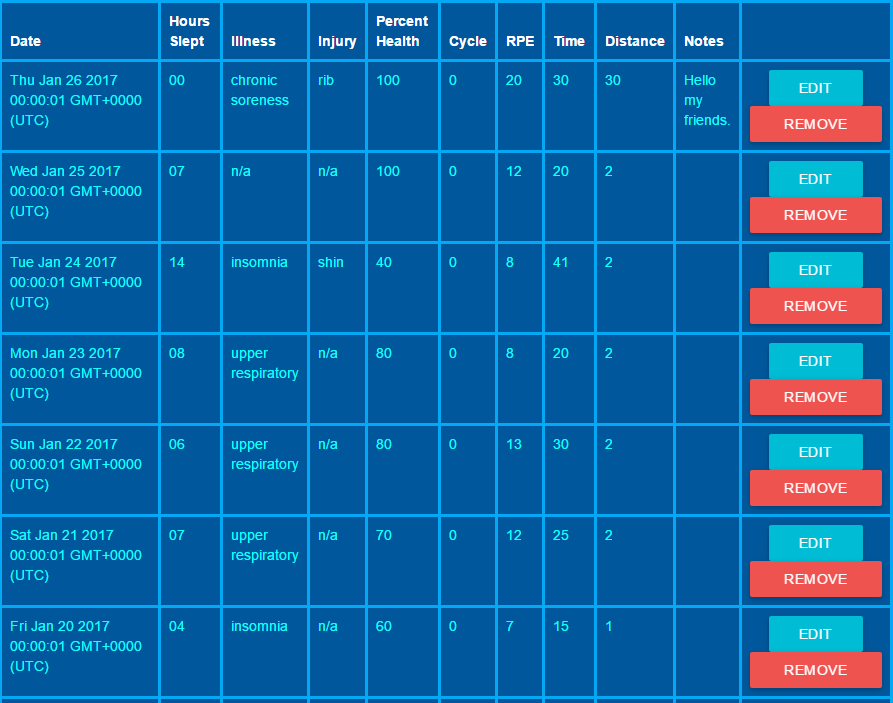 Date Hours Slept Illness Injury Percent Health Cycle RPE Time Distance Notes
Thu Jan 26 2017 00:00:01 GMT+0000 (UTC) 00 chronic soreness rib 100 0 20 30 30 Hello my friends. EDIT REMOVE
Wed Jan 25 2017 00:00:01 GMT+0000 (UTC) 07 n/a n/a 100 0 12 20 2 EDIT REMOVE
Tue Jan 24 2017 00:00:01 GMT+0000 (UTC) 14 insomnia shin 40 0 8 41 2 EDIT REMOVE
Mon Jan 23 2017 00:00:01 GMT+0000 (UTC) 08 upper respiratory n/a 80 0 8 20 2 EDIT REMOVE
Sun Jan 22 2017 00:00:01 GMT+0000 (UTC) 06 upper respiratory n/a 80 0 13 30 2 EDIT REMOVE
Sat Jan 21 2017 00:00:01 GMT+0000 (UTC) 07 upper respiratory n/a 70 0 12 25 2 EDIT REMOVE
Fri Jan 20 2017 00:00:01 GMT+0000 (UTC) 04 insomnia n/a 60 0 7 15 1 EDIT REMOVE